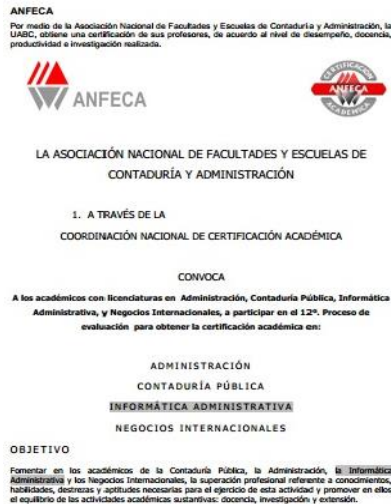 ANFECA
Por medio de la Asociación Nacional de Facultades y Escuelas de Contaduría y Administración, la
UABC, obtiene una certificación de sus profesores, de acuerdo al nivel de desempeño, docencia,
productividad e investigación realizada.
ANFECA
CERTIFICACIÓN
ANFECA
ACADÉMICA
LA ASOCIACIÓN NACIONAL DE FACULTADES Y ESCUELAS DE
CONTADURÍA Y ADMINISTRACIÓN
1. A TRAVÉS DE LA
COORDINACIÓN NACIONAL DE CERTIFICACIÓN ACADÉMICA
CONVOCA
A los académicos con licenciaturas en Administración, Contaduría Pública, Informática
Administrativa, y Negocios Internacionales, a participar en el 12º. Proceso de
evaluación para obtener la certificación académica en:
ADMINISTRACIÓN
CONTADURÍA PÚBLICA
INFORMÁTICA ADMINISTRATIVA
NEGOCIOS INTERNACIONALES
OBJETIVO
Fomentar en los académicos de la Contaduría Pública, la Administración, la Informática
Administrativa y los Negocios Internacionales, la superación profesional referente a conocimientos,
habilidades, destrezas y aptitudes necesarias para el ejercicio de esta actividad y promover en ellos
el equilibrio de las actividades académicas sustantivas: docencia, investigación y extensión.